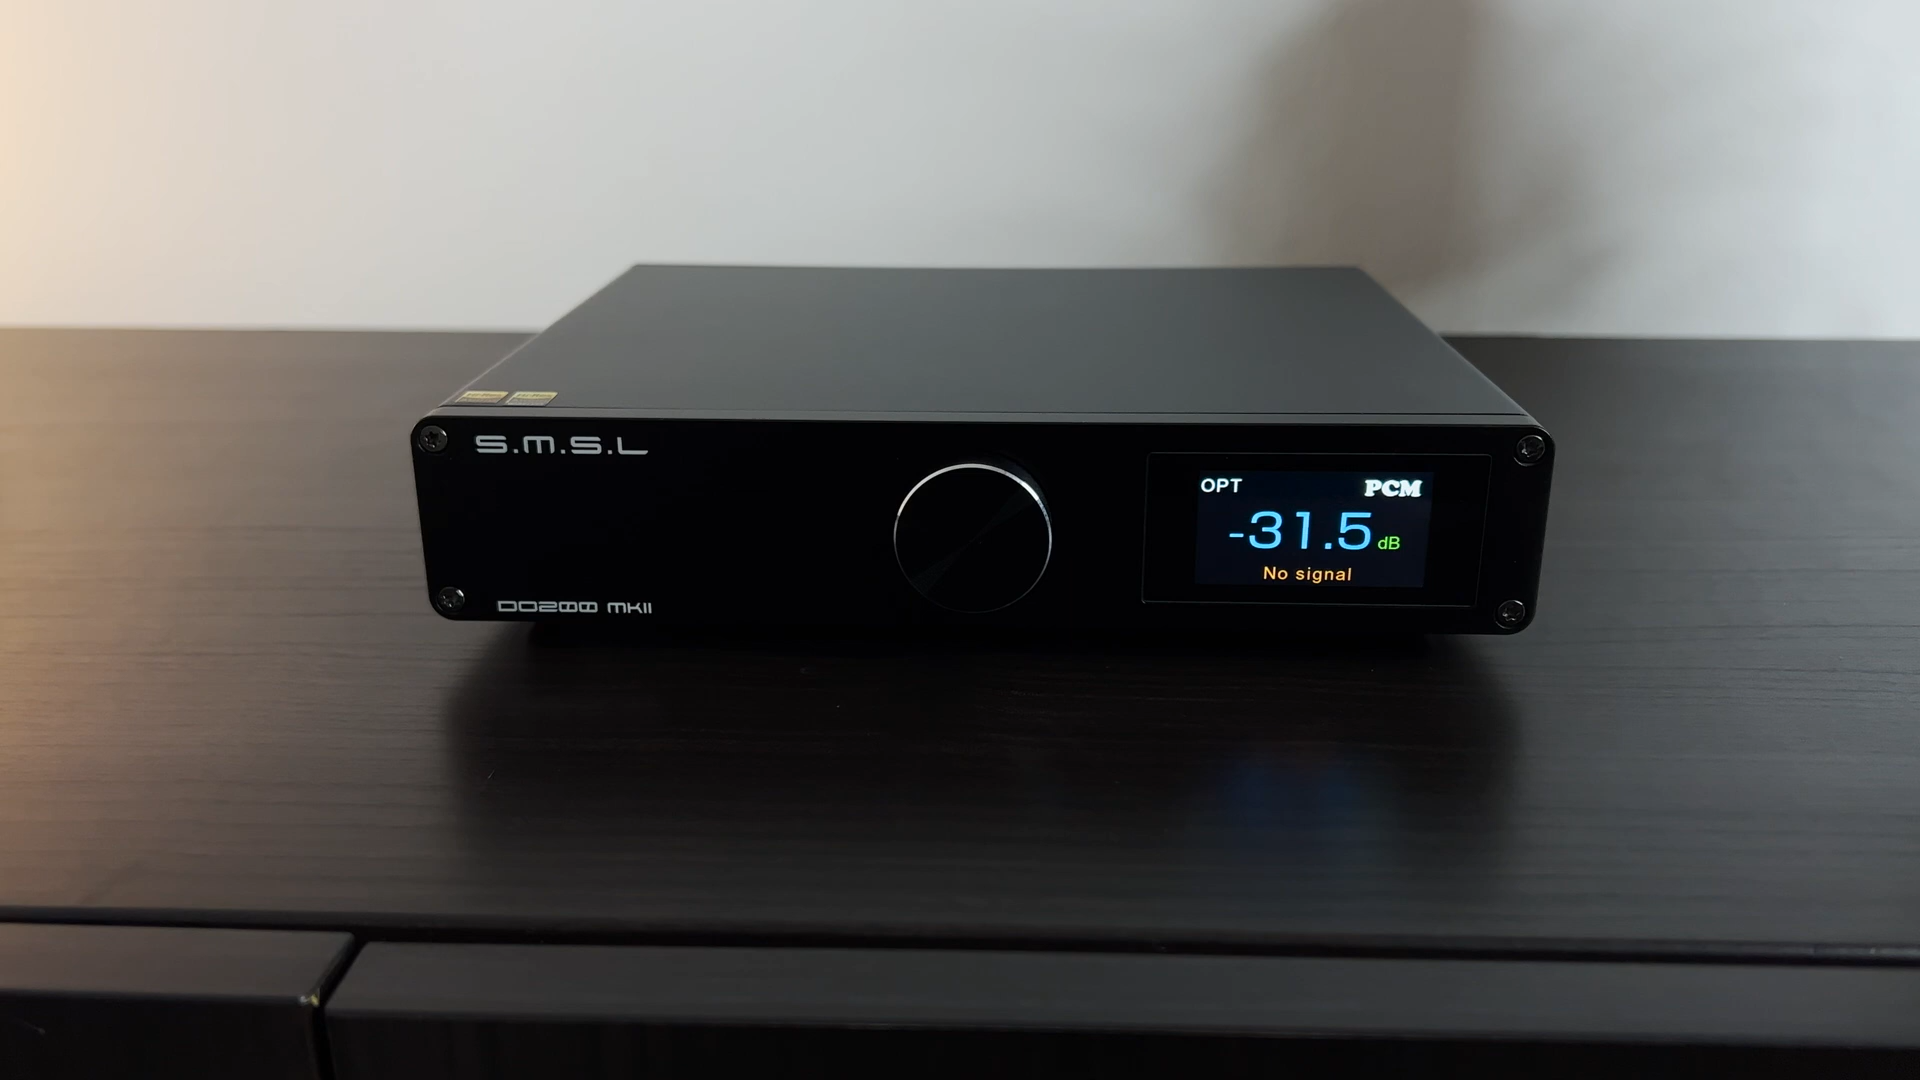 S.M.S.L
DO200 MKII
OPT
PCM
-31.5 dB
No signal